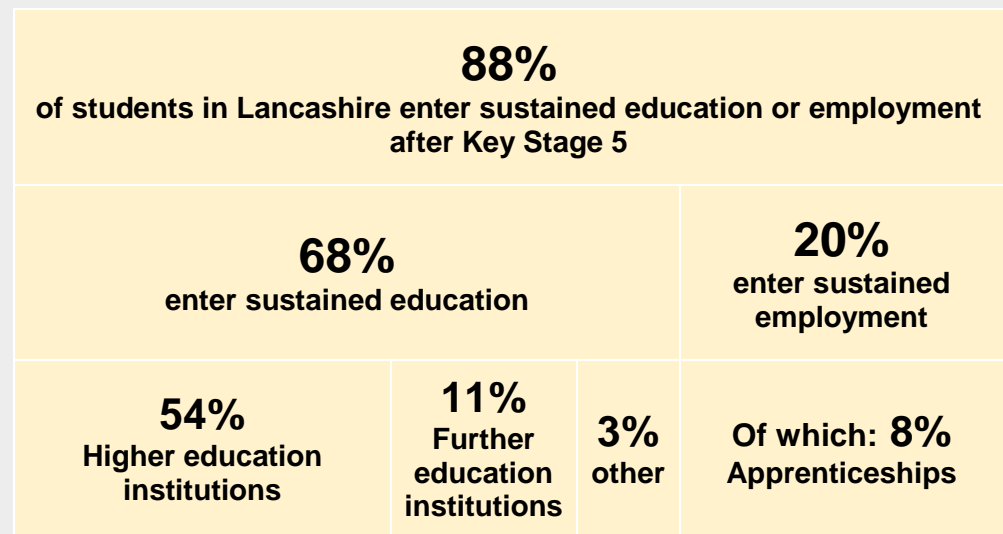 88%
of students in Lancashire enter sustained education or employment
after Key Stage 5
68%
enter sustained education
20%
enter sustained
employment
54%
Higher education
institutions
11%
Further
education
institutions
3%
other
Of which: 8%
Apprenticeships